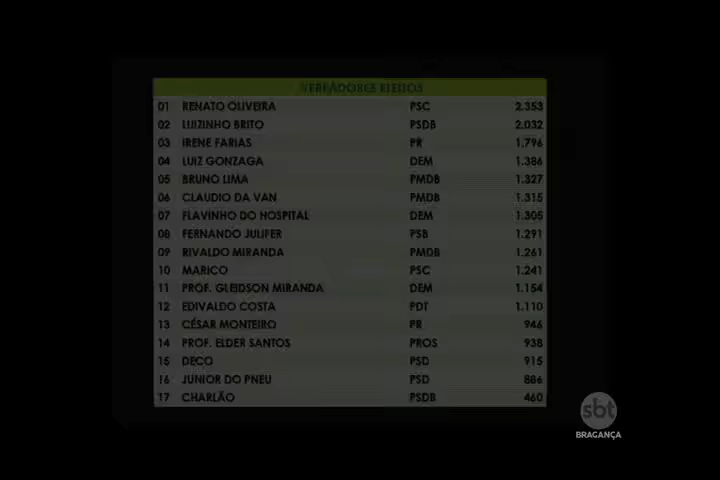 VEREADORES ELEITOS
01 RENATO OLIVEIRA PSC 2.353
02 LUIZINHO BRITO PSDB 2.032
03 IRENE FARIAS PR 1.796
04 LUIZ GONZAGA DEM 1.386
05 BRUNO LIMA PMDB 1.327
06 CLAUDIO DA VAN PMDB 1.315
07 FLAVINHO DO HOSPITAL DEM 1.305
08 FERNANDO JULIFER PSB 1.291
09 RIVALDO MIRANDA PMDB 1.261
10 MARICO PSC 1.241
11 PROF. GLEIDSON MIRANDA DEM 1.154
12 EDIVALDO COSTA PDT 1.110
13 CÉSAR MONTEIRO PR 946
14 PROF. ELDER SANTOS PROS 938
15 DECO PSD 915
16 JUNIOR DO PNEU PSD 886
17 CHARLÃO PSDB 460
sbt
BRAGANÇA